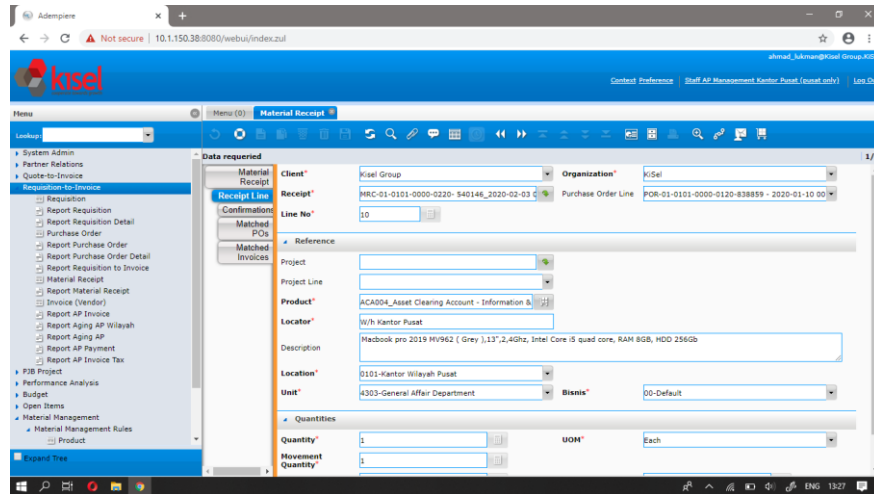 Adempiere
Not secure | 10.1.150.38:8080/webui/index.zul
ahmad_lukman@Kisel Group.KiS
kisel
Context Preference Staff AP Management Kantor Pusat (pusat only) Log O
Menu
Menu (0) Material Receipt
Lookup:
System Admin
Partner Relations
Quote-to-Invoice
Requisition-to-Invoice
Requisition
Report Requisition
Report Requisition Detail
Purchase Order
Report Purchase Order
Report Purchase Order Detail
Report Requisition to Invoice
Material Receipt
Report Material Receipt
Invoice (Vendor)
Report AP Invoice
Report Aging AP Wilayah
Report Aging AP
Report AP Payment
Report AP Invoice Tax
PJB Project
Performance Analysis
Budget
Open Items
Material Management
Material Management Rules
Product
Expand Tree
Data requeried 1/
Material Receipt
Receipt Line
Confirmations
Matched POs
Matched Invoices
Client* Kisel Group Organization* KiSel
Receipt* MRC-01-0101-0000-0220- 540146_2020-02-03 0 Purchase Order Line POR-01-0101-0000-0120-838859 - 2020-01-10 00
Line No* 10
Reference
Project
Project Line
Product* ACA004_Asset Clearing Account - Information &
Locator* W/h Kantor Pusat
Description Macbook pro 2019 MV962 ( Grey ),13",2,4Ghz, Intel Core i5 quad core, RAM 8GB, HDD 256Gb
Location* 0101-Kantor Wilayah Pusat
Unit* 4303-General Affair Department Bisnis* 00-Default
Quantities
Quantity* 1 UOM* Each
Movement Quantity* 1
ENG 13:27